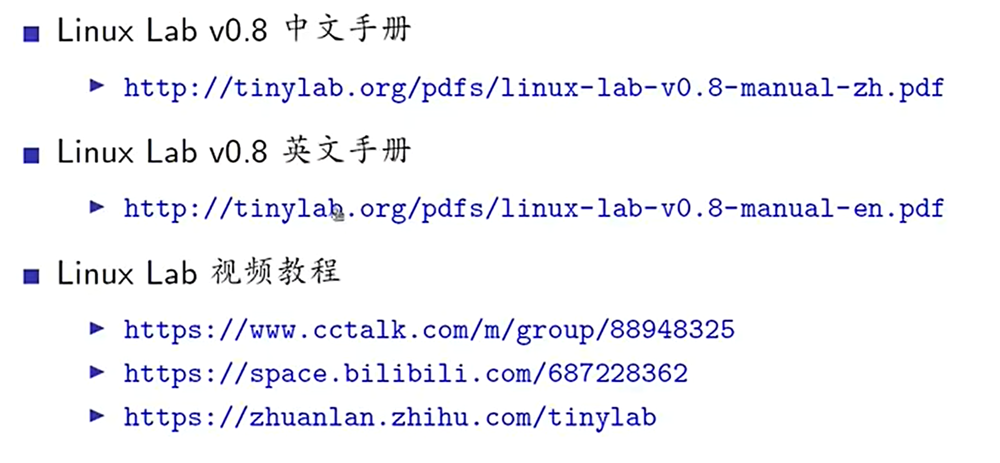 Linux Lab v0.8 中文手册
http://tinylab.org/pdfs/linux-lab-v0.8-manual-zh.pdf
Linux Lab v0.8 英文手册
http://tinylab.org/pdfs/linux-lab-v0.8-manual-en.pdf
Linux Lab 视频教程
https://www.cctalk.com/m/group/88948325
https://space.bilibili.com/687228362
https://zhuanlan.zhihu.com/tinylab